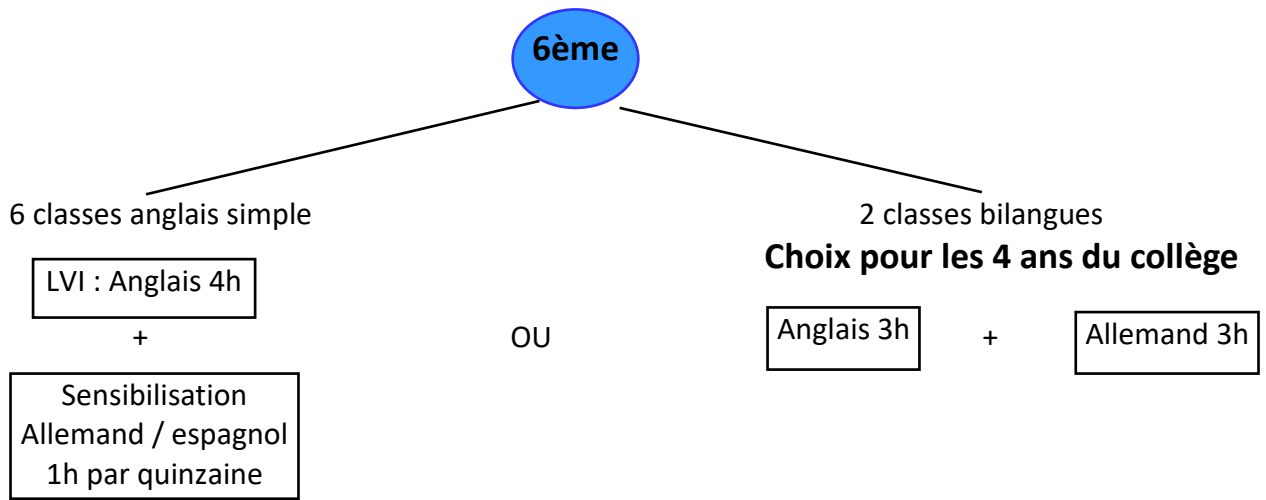 6ème
6 classes anglais simple
2 classes bilangues
Choix pour les 4 ans du collège
LVI : Anglais 4h
+
OU
Anglais 3h
+
Allemand 3h
Sensibilisation
Allemand / espagnol
1h par quinzaine